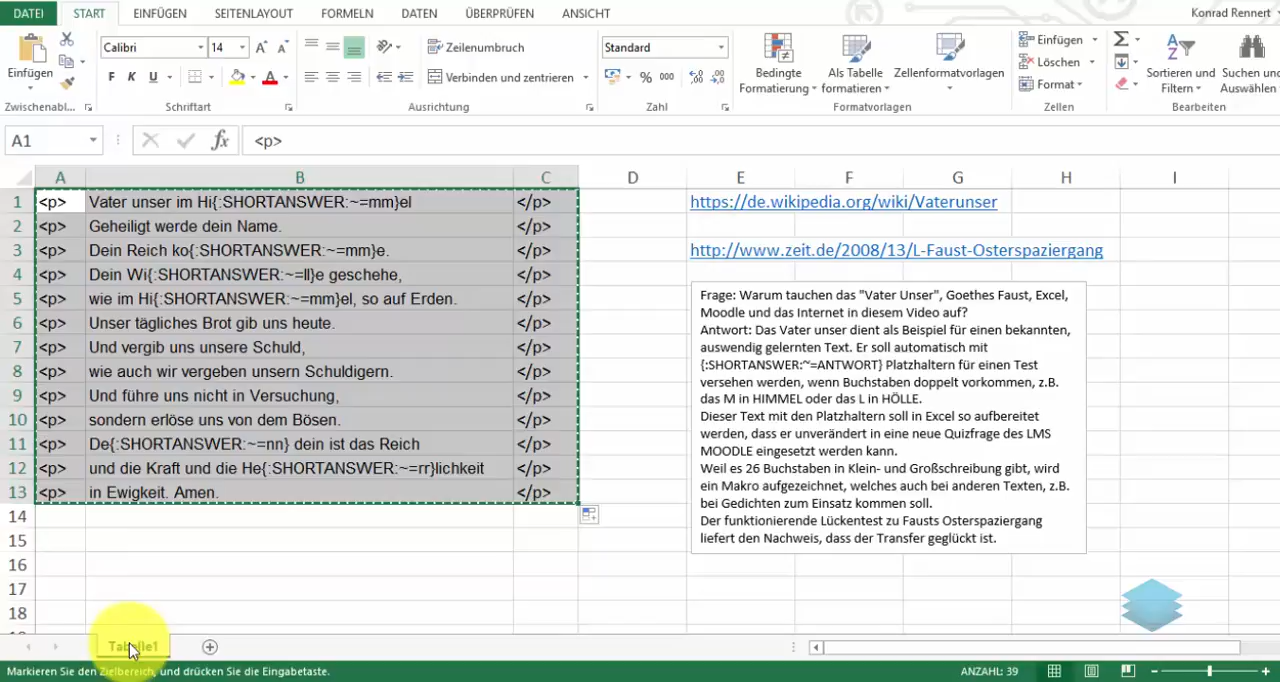 DATEI START EINFÜGEN SEITENLAYOUT FORMELN DATEN ÜBERPRÜFEN ANSICHT Konrad Rennert
Einfügen
Calibri 14
F K U
Zeilenumbruch
Verbinden und zentrieren
Standard
% 000
Bedingte Formatierung
Als Tabelle formatieren
Zellenformatvorlagen
Einfügen
Löschen
Format
Sortieren und Filtern
Suchen und Auswählen
Zwischenabl... Schriftart Ausrichtung Zahl Formatvorlagen Zellen Bearbeiten
A1 fx <p>
A B C D E F G H I
1 <p> Vater unser im Hi{:SHORTANSWER:~=mm}el </p> https://de.wikipedia.org/wiki/Vaterunser
2 <p> Geheiligt werde dein Name. </p>
3 <p> Dein Reich ko{:SHORTANSWER:~=mm}e. </p> http://www.zeit.de/2008/13/L-Faust-Osterspaziergang
4 <p> Dein Wi{:SHORTANSWER:~=ll}e geschehe, </p>
5 <p> wie im Hi{:SHORTANSWER:~=mm}el, so auf Erden. </p>
6 <p> Unser tägliches Brot gib uns heute. </p>
7 <p> Und vergib uns unsere Schuld, </p>
8 <p> wie auch wir vergeben unsern Schuldigern. </p>
9 <p> Und führe uns nicht in Versuchung, </p>
10 <p> sondern erlöse uns von dem Bösen. </p>
11 <p> De{:SHORTANSWER:~=nn} dein ist das Reich </p>
12 <p> und die Kraft und die He{:SHORTANSWER:~=rr}lichkeit </p>
13 <p> in Ewigkeit. Amen. </p>
14
15
16
17
18
Frage: Warum tauchen das "Vater Unser", Goethes Faust, Excel,
Moodle und das Internet in diesem Video auf?
Antwort: Das Vater unser dient als Beispiel für einen bekannten,
auswendig gelernten Text. Er soll automatisch mit
{:SHORTANSWER:~=ANTWORT} Platzhaltern für einen Test
versehen werden, wenn Buchstaben doppelt vorkommen, z.B.
das M in HIMMEL oder das L in HÖLLE.
Dieser Text mit den Platzhaltern soll in Excel so aufbereitet
werden, dass er unverändert in eine neue Quizfrage des LMS
MOODLE eingesetzt werden kann.
Weil es 26 Buchstaben in Klein- und Großschreibung gibt, wird
ein Makro aufgezeichnet, welches auch bei anderen Texten, z.B.
bei Gedichten zum Einsatz kommen soll.
Der funktionierende Lückentest zu Fausts Osterspaziergang
liefert den Nachweis, dass der Transfer geglückt ist.
Tabelle1
Markieren Sie den Zielbereich, und drücken Sie die Eingabetaste. ANZAHL: 39